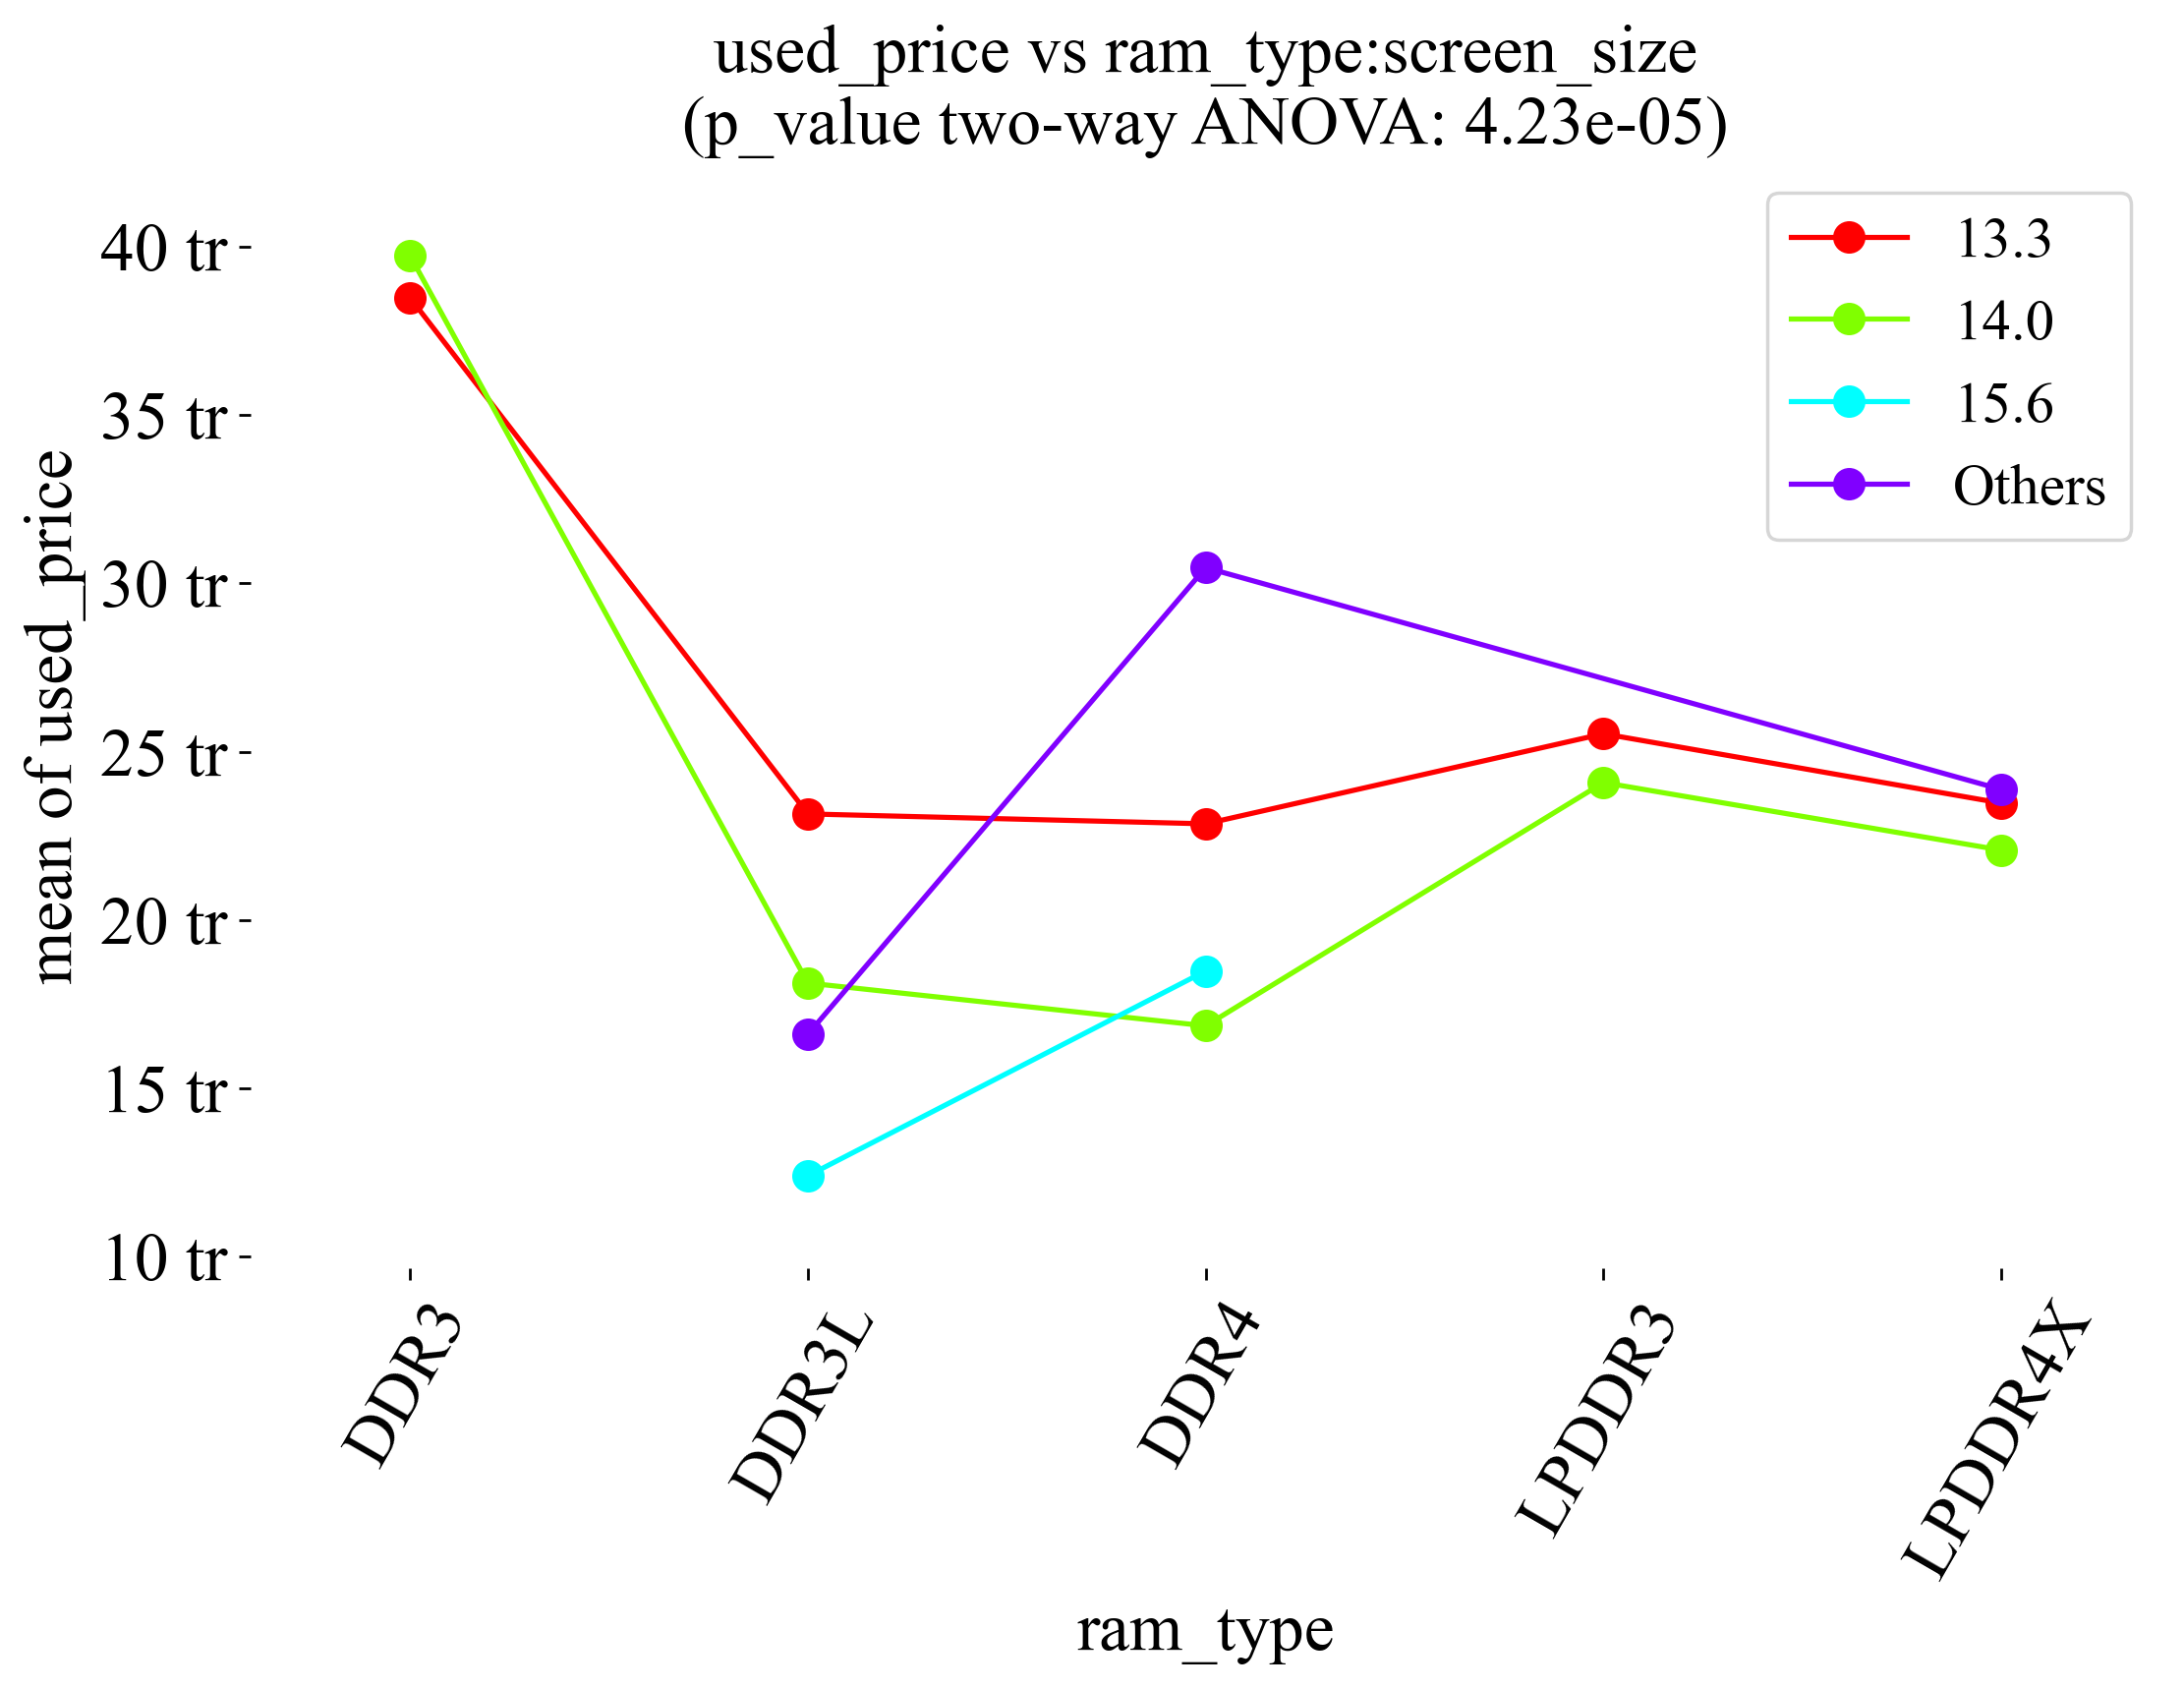 used_price vs ram_type:screen_size
(p_value two-way ANOVA: 4.23e-05)
13.3
14.0
15.6
Others
mean of used_price
40 tr
35 tr
30 tr
25 tr
20 tr
15 tr
10 tr
DDR3
DDR3L
DDR4
LPDDR3
LPDDR4X
ram_type